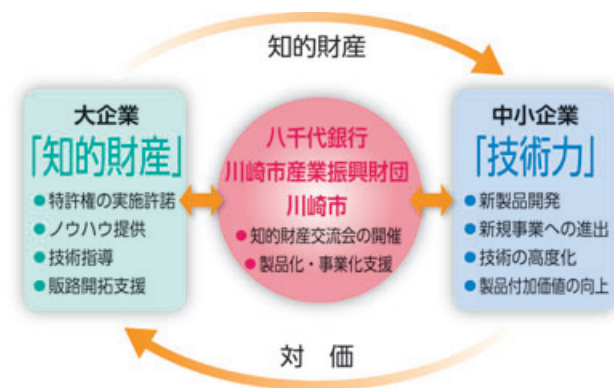 知的財産
大企業
「知的財産」
● 特許権の実施許諾
● ノウハウ提供
● 技術指導
● 販路開拓支援
八千代銀行
川崎市産業振興財団
川崎市
● 知的財産交流会の開催
● 製品化・事業化支援
中小企業
「技術力」
● 新製品開発
● 新規事業への進出
● 技術の高度化
● 製品付加価値の向上
対 価